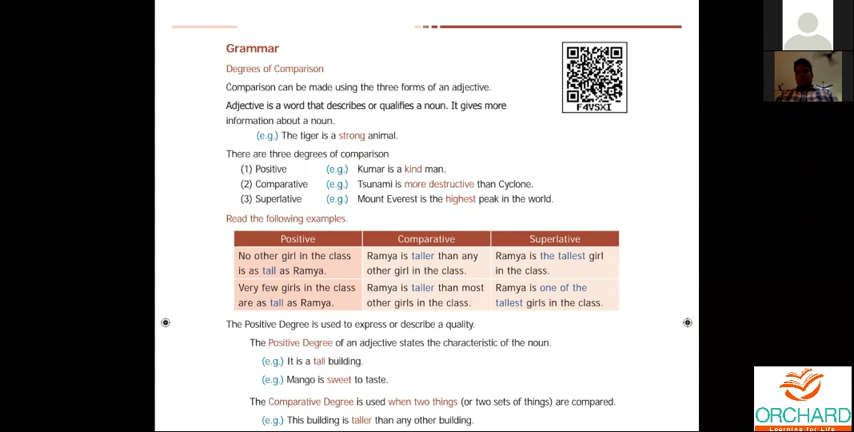 Grammar
Degrees of Comparison
Comparison can be made using the three forms of an adjective.
Adjective is a word that describes or qualifies a noun. It gives more
information about a noun.
(e.g.) The tiger is a strong animal.
There are three degrees of comparison
(1) Positive (e.g.) Kumar is a kind man.
(2) Comparative (e.g.) Tsunami is more destructive than Cyclone.
(3) Superlative (e.g.) Mount Everest is the highest peak in the world.
Read the following examples.
Positive Comparative Superlative
No other girl in the class Ramya is taller than any Ramya is the tallest girl
is as tall as Ramya. other girl in the class. in the class.
Very few girls in the class Ramya is taller than most Ramya is one of the
are as tall as Ramya. other girls in the class. tallest girls in the class.
The Positive Degree is used to express or describe a quality.
The Positive Degree of an adjective states the characteristic of the noun.
(e.g.) It is a tall building.
(e.g.) Mango is sweet to taste.
The Comparative Degree is used when two things (or two sets of things) are compared.
(e.g.) This building is taller than any other building.
F4VSXI
ORCHARD
Learning for Life